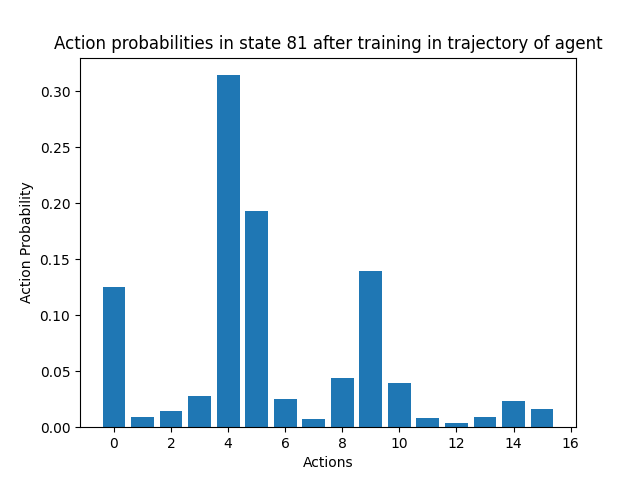 Action probabilities in state 81 after training in trajectory of agent
0.30
0.25
0.20
0.15
0.10
0.05
0.00
Action Probability
0 2 4 6 8 10 12 14 16
Actions